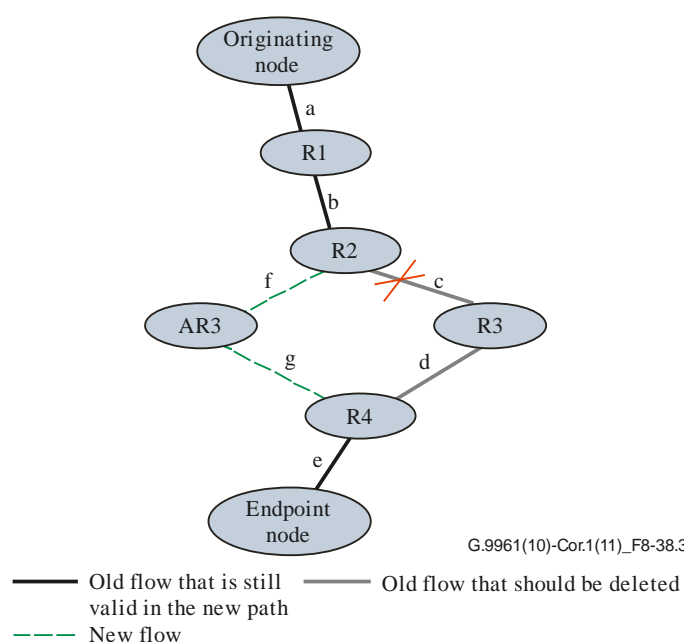 Originating
node
a
R1
b
R2
f
c
AR3
R3
g
d
R4
e
Endpoint
node
G.9961(10)-Cor.1(11)_F8-38.3
Old flow that is still
valid in the new path
Old flow that should be deleted
New flow